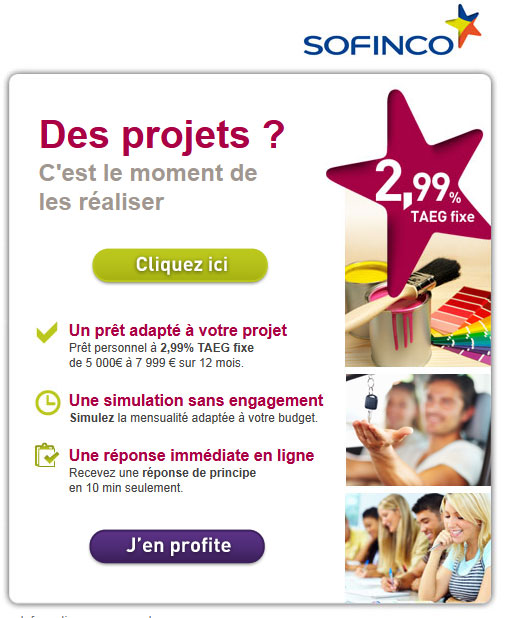 SOFINCO
Des projets ?
C'est le moment de
les réaliser
2,99%
TAEG fixe
Cliquez ici
Un prêt adapté à votre projet
Prêt personnel à 2,99% TAEG fixe
de 5 000€ à 7 999 € sur 12 mois.
Une simulation sans engagement
Simulez la mensualité adaptée à votre budget.
Une réponse immédiate en ligne
Recevez une réponse de principe
en 10 min seulement.
J'en profite